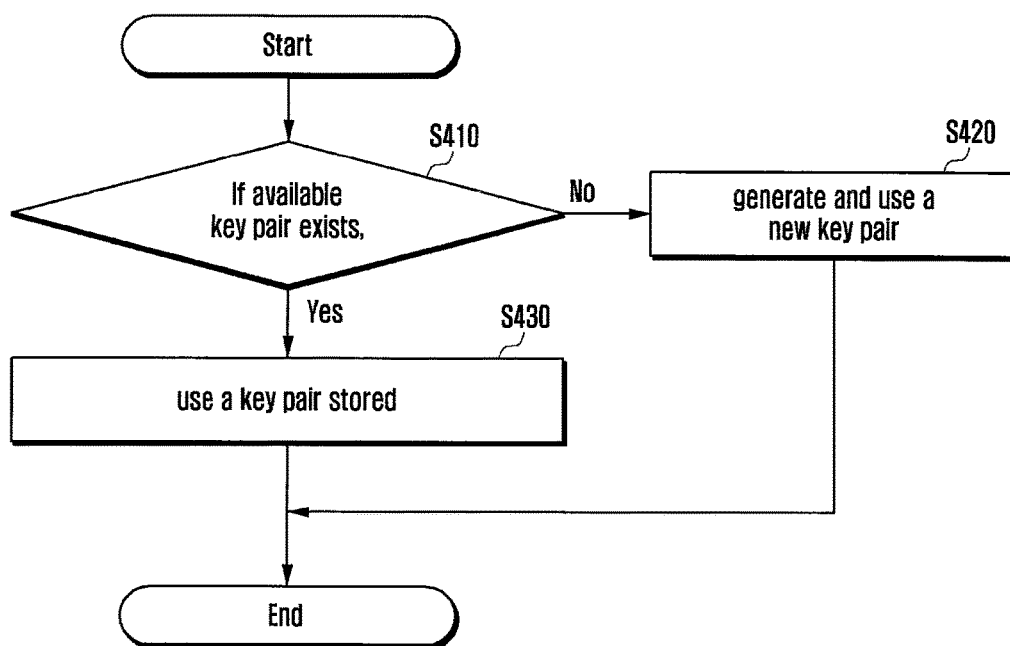 Start
S410
If available
key pair exists,
No
S420
generate and use a
new key pair
Yes
S430
use a key pair stored
End